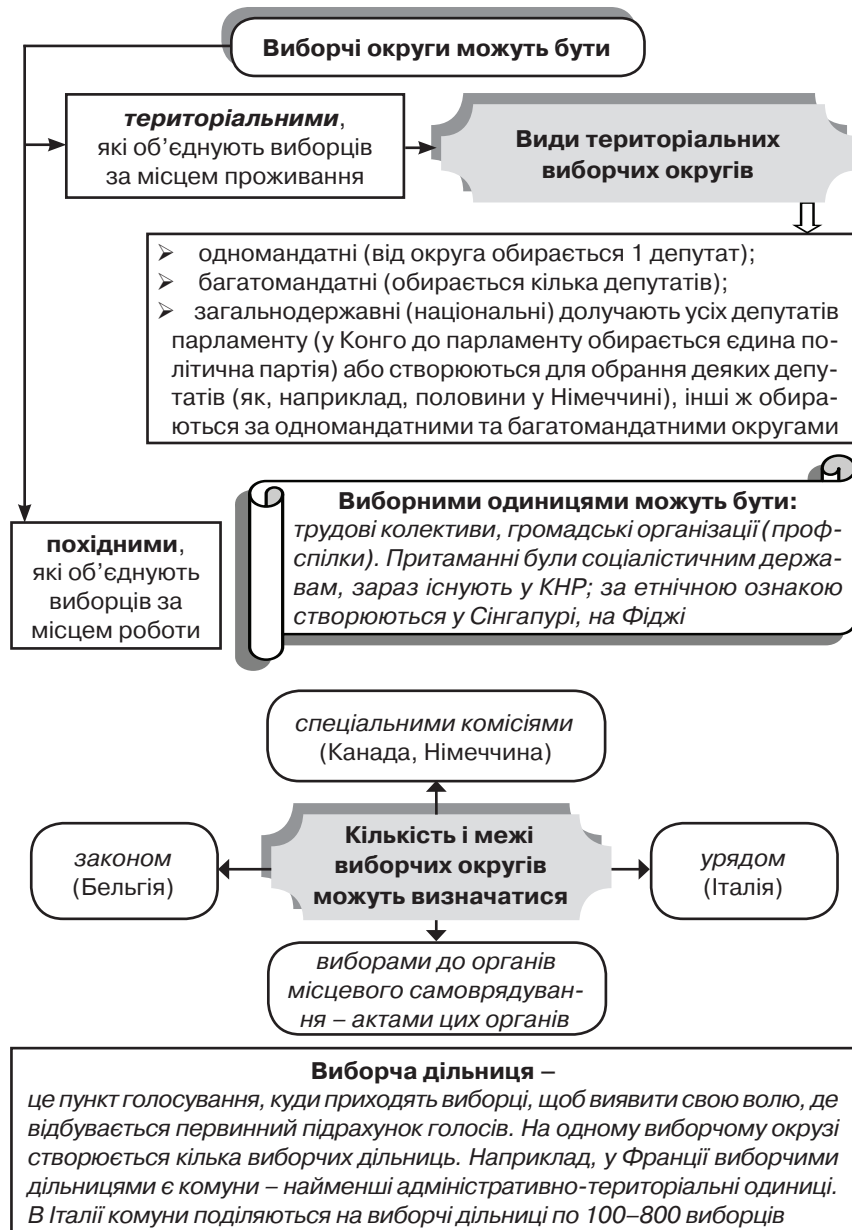 Виборчі округи можуть бути
територіальними,
які об’єднують виборців
за місцем проживання
Види територіальних
виборчих округів
➢ одномандатні (від округа обирається 1 депутат);
➢ багатомандатні (обирається кілька депутатів);
➢ загальнодержавні (національні) долучають усіх депутатів
парламенту (у Конго до парламенту обирається єдина по-
літична партія) або створюються для обрання деяких депу-
татів (як, наприклад, половини у Німеччині), інші ж обира-
ються за одномандатними та багатомандатними округами
похідними,
які об’єднують
виборців за
місцем роботи
Виборними одиницями можуть бути:
трудові колективи, громадські організації (проф-
спілки). Притаманні були соціалістичним держа-
вам, зараз існують у КНР; за етнічною ознакою
створюються у Сінгапурі, на Фіджі
спеціальними комісіями
(Канада, Німеччина)
законом
(Бельгія)
Кількість і межі
виборчих округів
можуть визначатися
урядом
(Італія)
виборами до органів
місцевого самоврядуван-
ня – актами цих органів
Виборча дільниця –
це пункт голосування, куди приходять виборці, щоб виявити свою волю, де
відбувається первинний підрахунок голосів. На одному виборчому окрузі
створюється кілька виборчих дільниць. Наприклад, у Франції виборчими
дільницями є комуни – найменші адміністративно-територіальні одиниці.
В Італії комуни поділяються на виборчі дільниці по 100–800 виборців